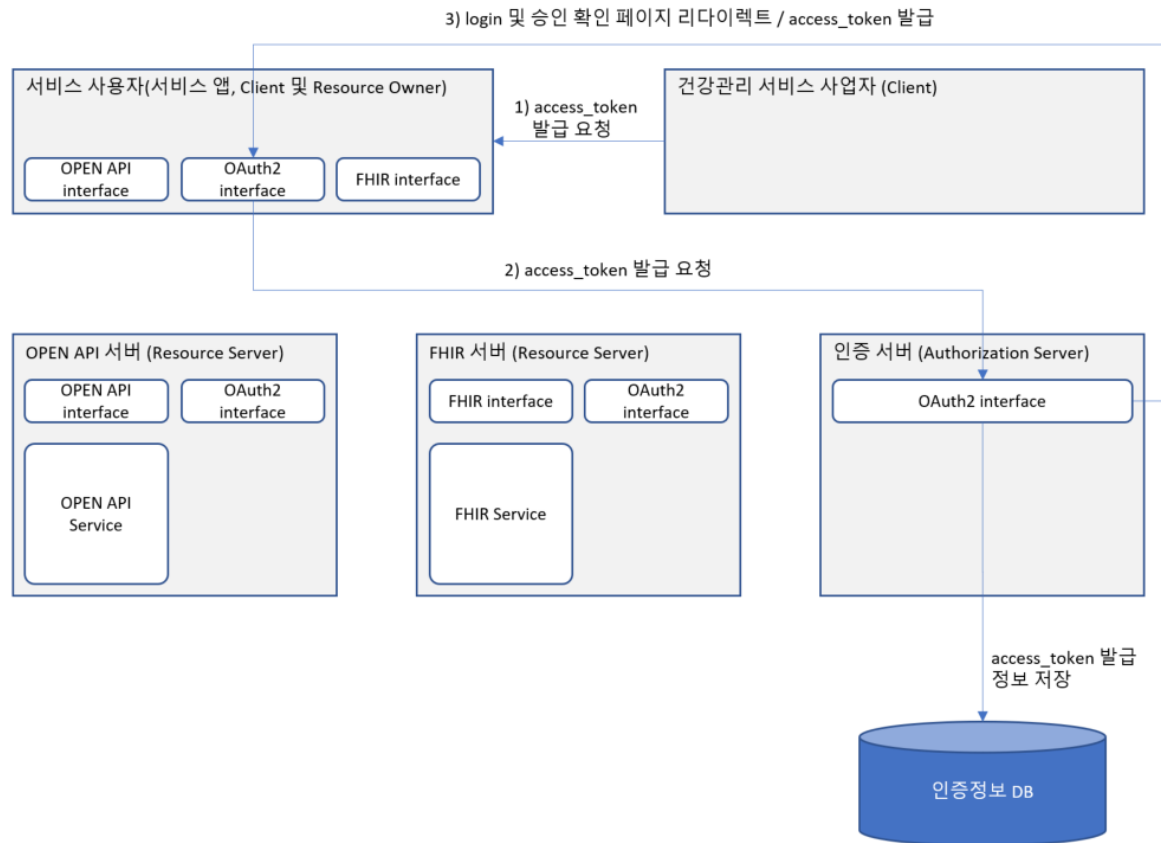 3) login 및 승인 확인 페이지 리다이렉트 / access_token 발급
서비스 사용자(서비스 앱, Client 및 Resource Owner)
건강관리 서비스 사업자 (Client)
1) access_token
발급 요청
OPEN API
interface
OAuth2
interface
FHIR interface
2) access_token 발급 요청
OPEN API 서버 (Resource Server)
OPEN API
interface
OAuth2
interface
OPEN API
Service
FHIR 서버 (Resource Server)
FHIR interface
OAuth2
interface
FHIR Service
인증 서버 (Authorization Server)
OAuth2 interface
access_token 발급
정보 저장
인증정보 DB